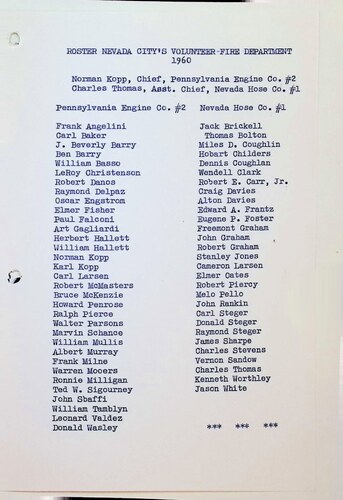 ROSTER NEVADA CITY'S VOLUNTEER-FIRE DEPARTMENT
1960
Norman Kopp, Chief, Pennsylvania Engine Co. #2
Charles Thomas, Asst. Chief, Nevada Hose Co. #1
Pennsylvania Engine Co. #2
Frank Angelini
Carl Baker
J. Beverly Barry
Ben Barry
William Basso
LeRoy Christenson
Robert Danos
Raymond Delpaz
Oscar Engstrom
Elmer Fisher
Paul Falconi
Art Gagliardi
Herbert Hallett
William Hallett
Norman Kopp
Karl Kopp
Carl Larsen
Robert McMasters
Bruce McKenzie
Howard Penrose
Ralph Pierce
Walter Parsons
Marvin Schance
William Mullis
Albert Murray
Frank Milne
Warren Mooers
Ronnie Milligan
Ted W. Sigourney
John Sbaffi
William Tamblyn
Leonard Valdez
Donald Wasley
Nevada Hose Co. #1
Jack Brickell
Thomas Bolton
Miles D. Coughlin
Hobart Childers
Dennis Coughlan
Wendell Clark
Robert E. Carr, Jr.
Craig Davies
Alton Davies
Edward A. Frantz
Eugene P. Foster
Freemont Graham
John Graham
Robert Graham
Stanley Jones
Cameron Larsen
Elmer Cates
Robert Piercy
Melo Pello
John Rankin
Carl Steger
Donald Steger
Raymond Steger
James Sharpe
Charles Stevens
Vernon Sandow
Charles Thomas
Kenneth Worthley
Jason White
*** *** ***